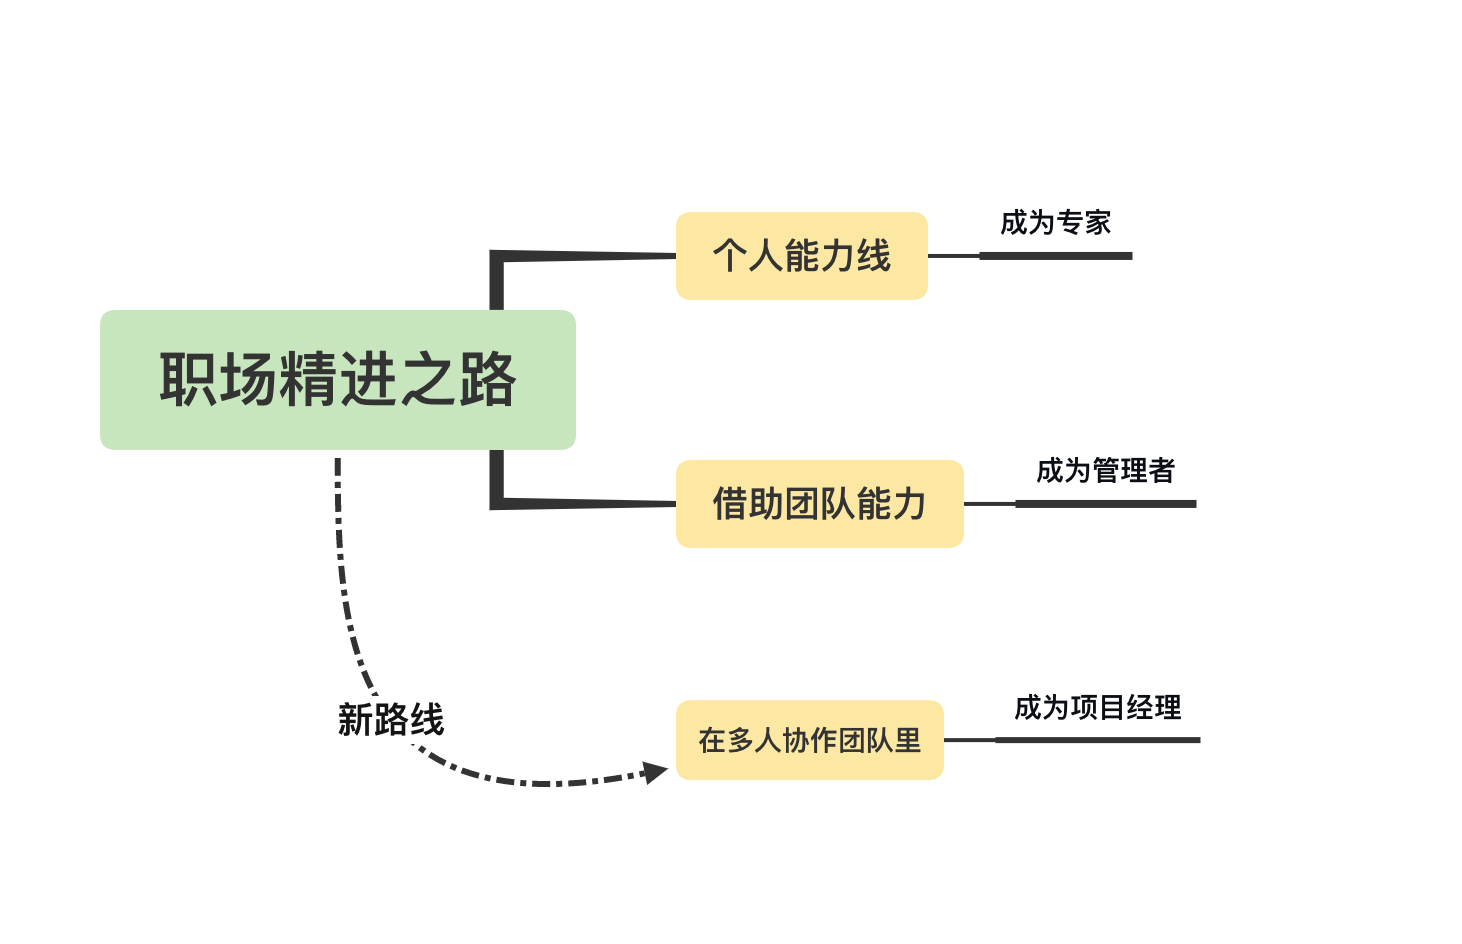 职场精进之路
个人能力线
成为专家
借助团队能力
成为管理者
新路线
在多人协作团队里
成为项目经理